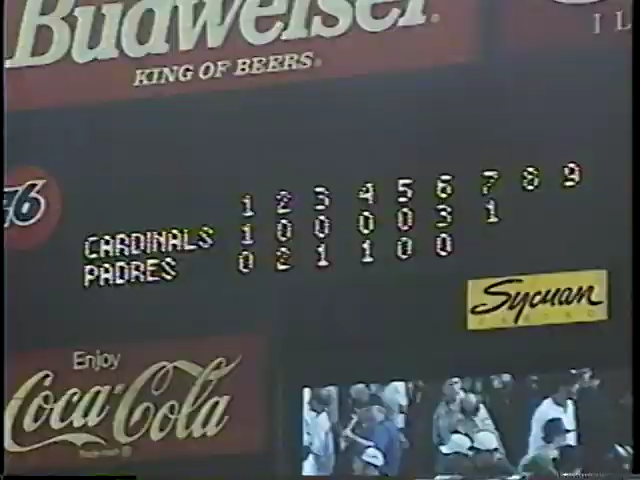 Budweiser
KING OF BEERS.
IL
76
1 2 3 4 5 6 7 8 9
CARDINALS 1 0 0 0 0 3 1
PADRES 0 2 1 1 0 0
Sycuan
Enjoy
Coca-Cola